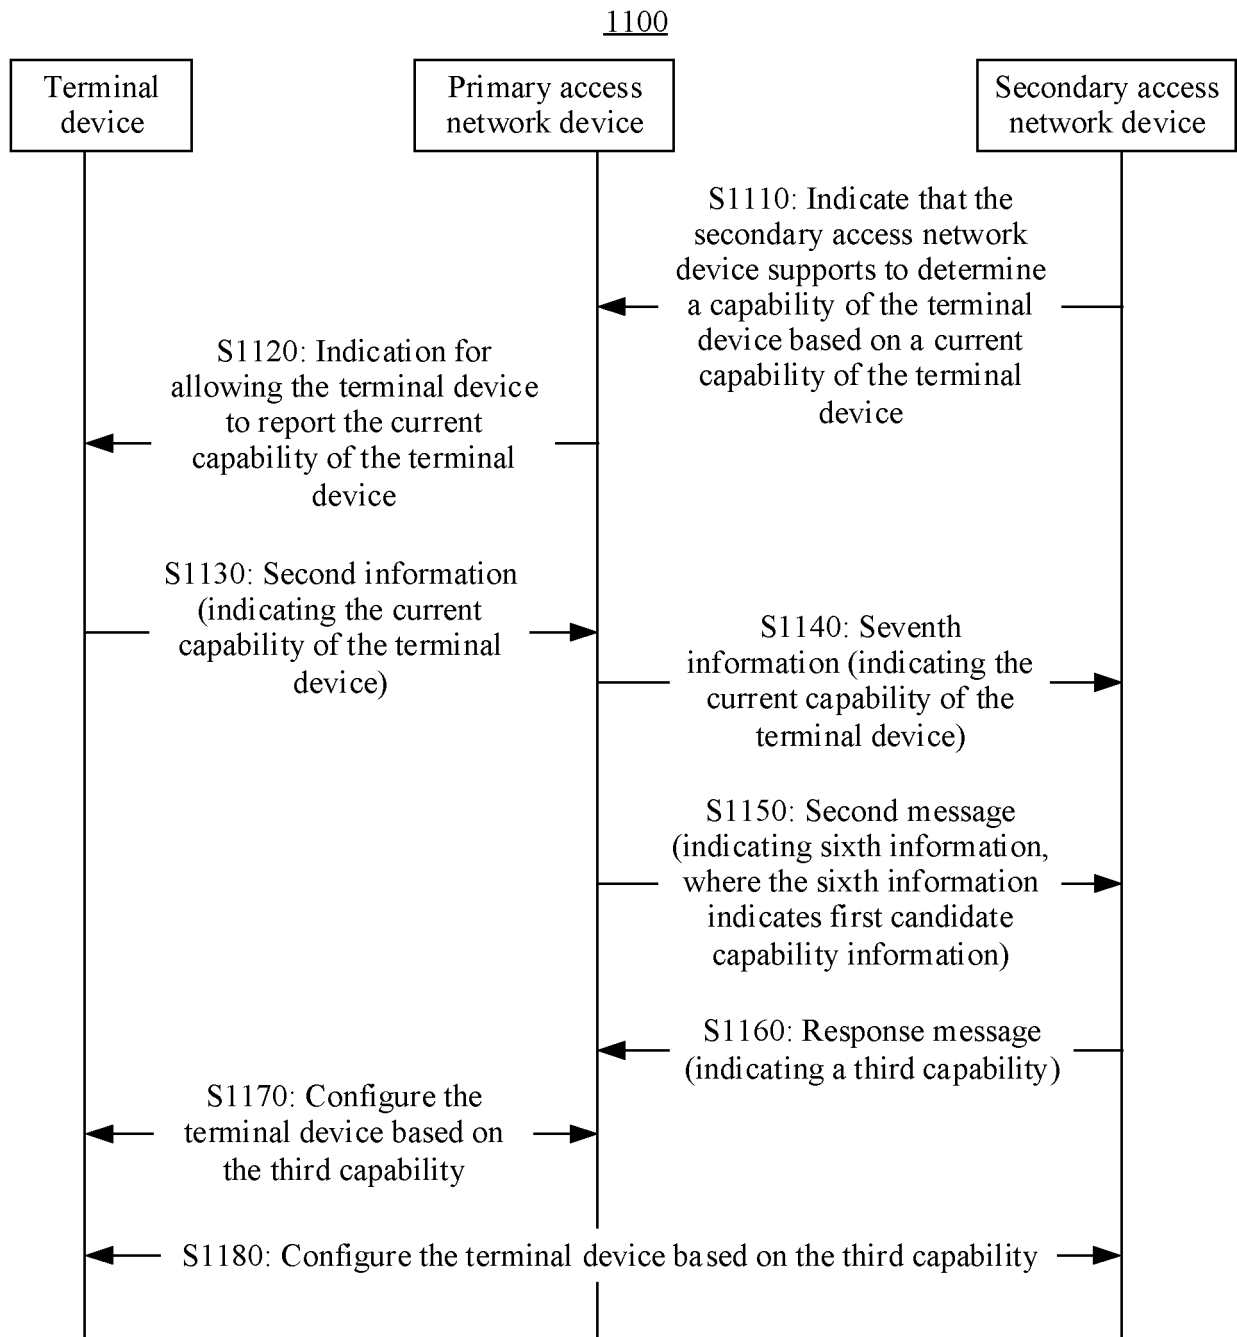 1100
Terminal
device
Primary access
network device
Secondary access
network device
S1110: Indicate that the
secondary access network
device supports to determine
a capability of the terminal
device based on a current
capability of the terminal
device
S1120: Indication for
allowing the terminal device
to report the current
capability of the terminal
device
S1130: Second information
(indicating the current
capability of the terminal
device)
S1140: Seventh
information (indicating the
current capability of the
terminal device)
S1150: Second message
(indicating sixth information,
where the sixth information
indicates first candidate
capability information)
S1160: Response message
(indicating a third capability)
S1170: Configure the
terminal device based on
the third capability
S1180: Configure the terminal device based on the third capability